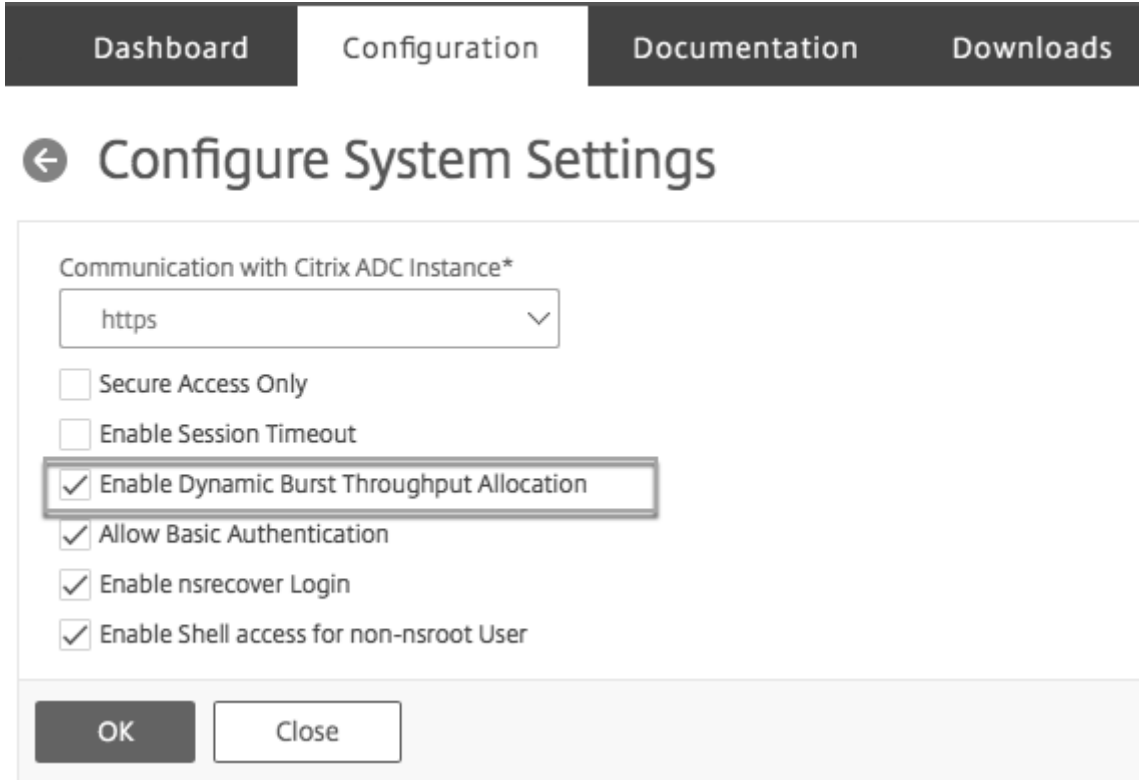 Dashboard Configuration Documentation Downloads
Configure System Settings
Communication with Citrix ADC Instance*
https
Secure Access Only
Enable Session Timeout
Enable Dynamic Burst Throughput Allocation
Allow Basic Authentication
Enable nsrecover Login
Enable Shell access for non-nsroot User
OK Close